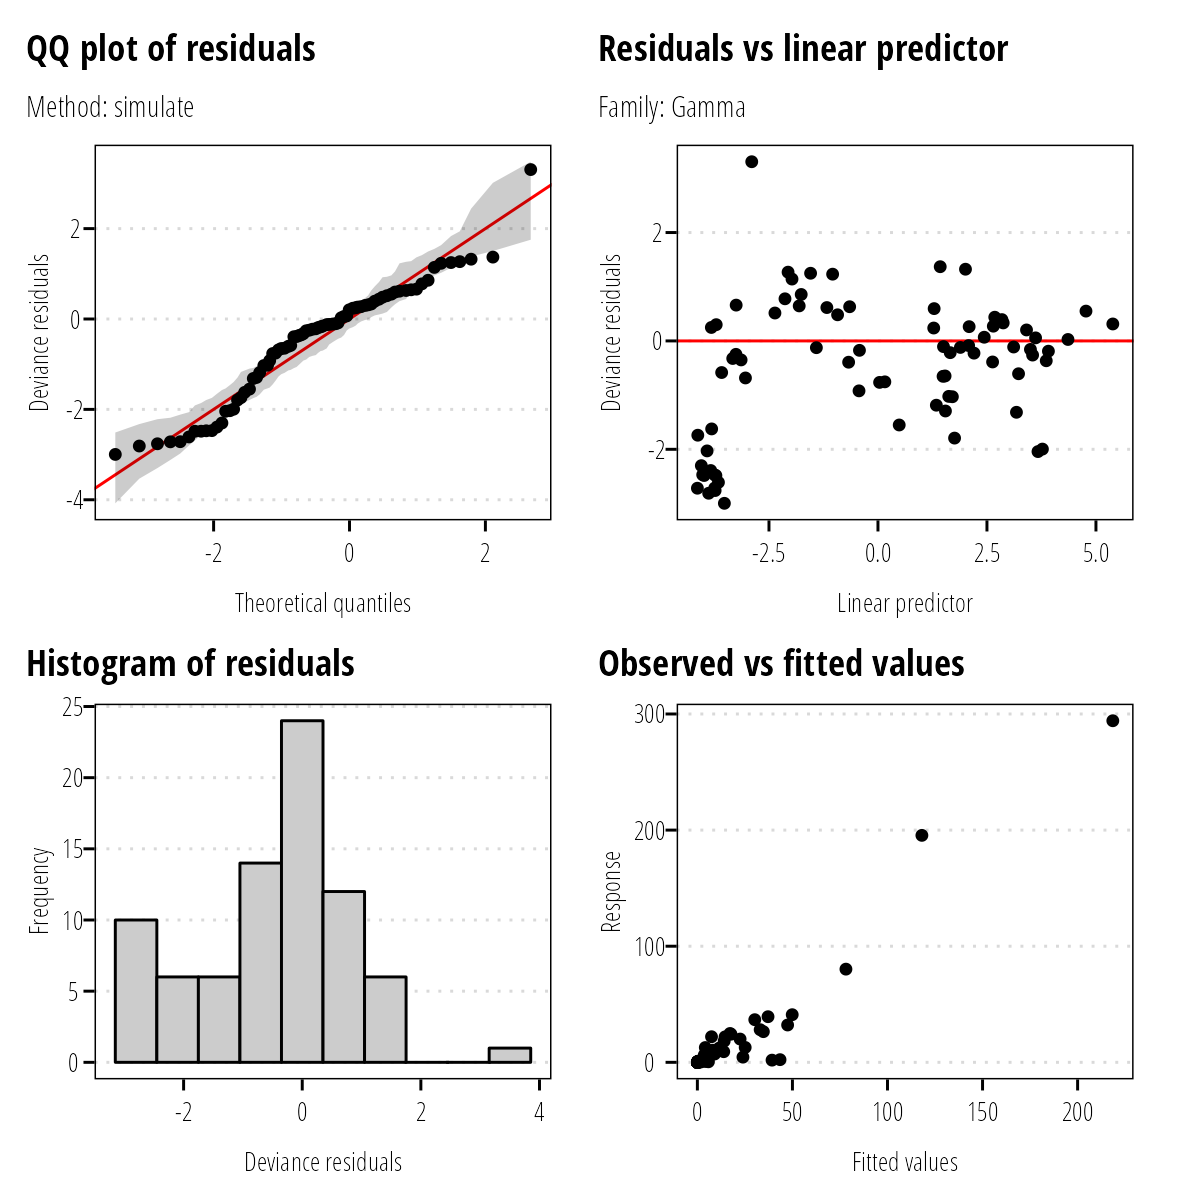 QQ plot of residuals
Method: simulate
Deviance residuals
2
0
-2
-4
-2
0
2
Theoretical quantiles
Residuals vs linear predictor
Family: Gamma
Deviance residuals
2
0
-2
-2.5
0.0
2.5
5.0
Linear predictor
Histogram of residuals
Frequency
25
20
15
10
5
0
-2
0
2
4
Deviance residuals
Observed vs fitted values
Response
300
200
100
0
0
50
100
150
200
Fitted values